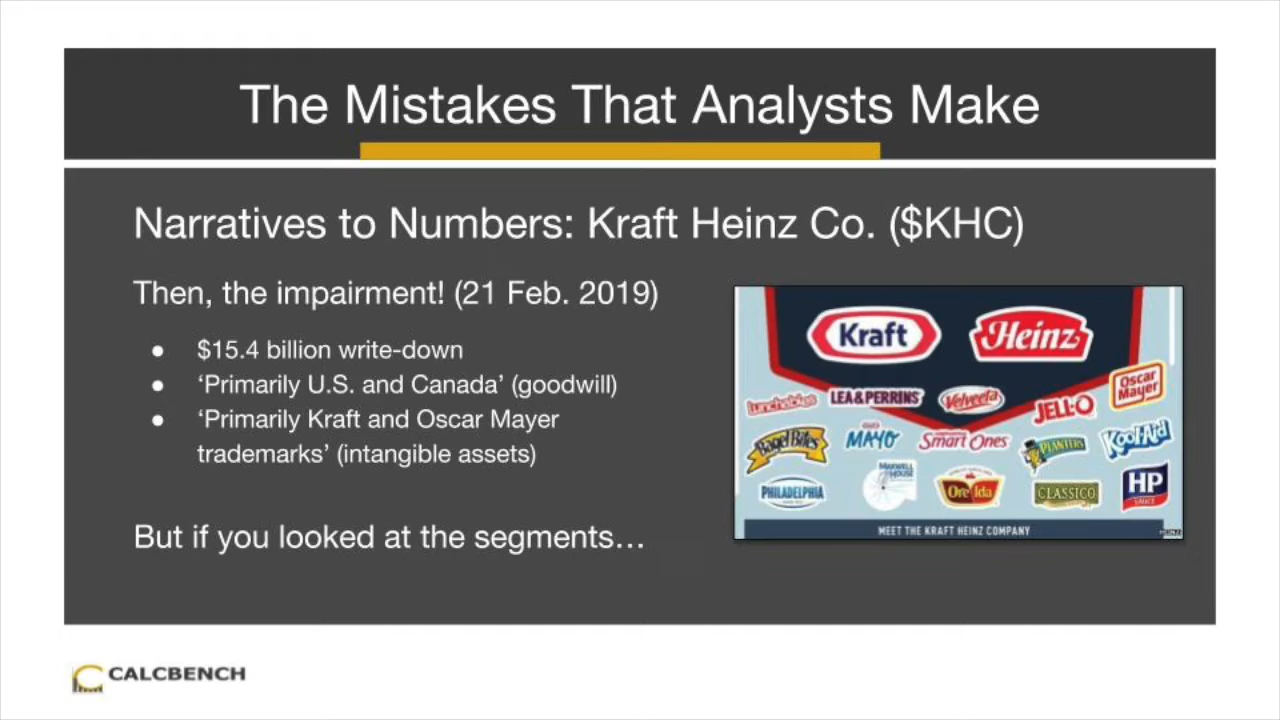 The Mistakes That Analysts Make
Narratives to Numbers: Kraft Heinz Co. ($KHC)
Then, the impairment! (21 Feb. 2019)
● $15.4 billion write-down
● ‘Primarily U.S. and Canada’ (goodwill)
● ‘Primarily Kraft and Oscar Mayer
trademarks’ (intangible assets)
But if you looked at the segments…
Kraft
Heinz
Lunchables
LEA & PERRINS
Velveeta
JELL-O
Oscar
Mayer
Bagel Bites
MAYO
Smart Ones
PLANTERS
Kool-Aid
PHILADELPHIA
MAXWELL
HOUSE
Ore Ida
CLASSICO
HP
SAUCE
MEET THE KRAFT HEINZ COMPANY
CALCBENCH